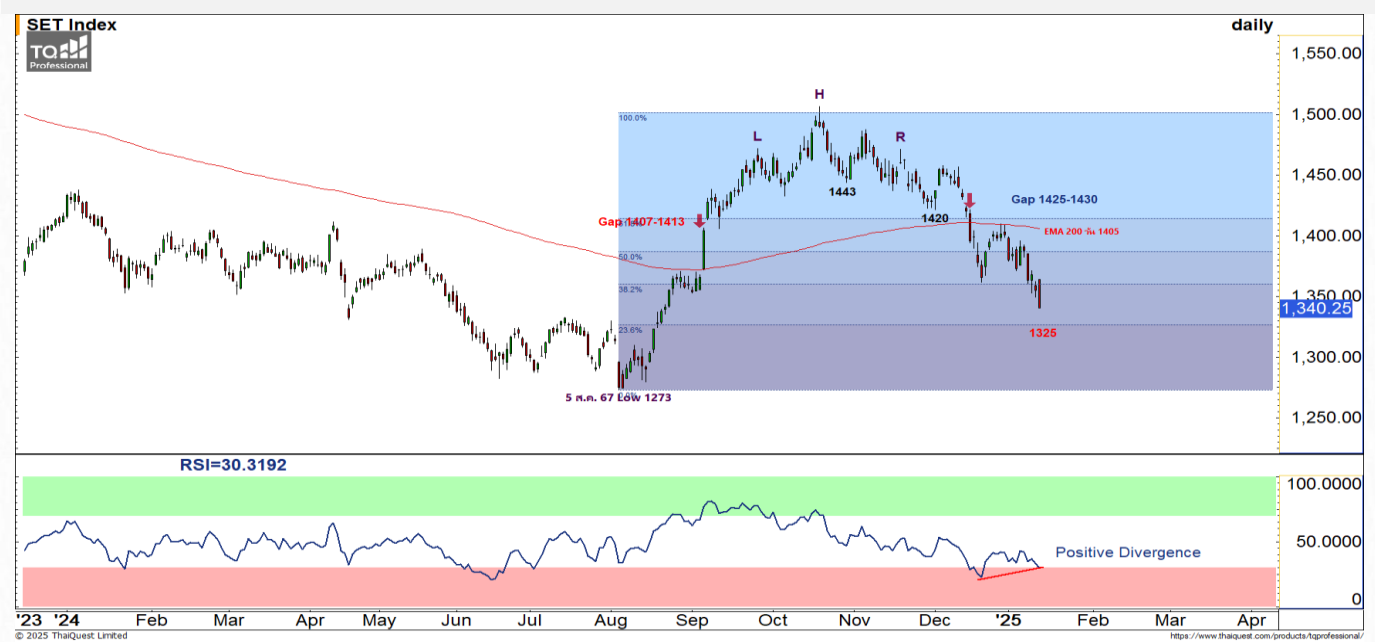 SET Index
daily
TQ
Professional
1,550.00
1,500.00
1,450.00
1,400.00
1,350.00
1,340.25
1,300.00
1,250.00
100.0%
H
L
R
1443
1420
Gap 1407-1413
Gap 1425-1430
EMA 200 วัน 1405
50.0%
38.2%
23.6%
1325
5 ส.ค. 67 Low 1273
RSI=30.3192
Positive Divergence
100.0000
50.0000
0
'23 '24 Feb Mar Apr May Jun Jul Aug Sep Oct Nov Dec '25 Feb Mar Apr
© 2025 ThaiQuest Limited
https://www.thaiquest.com/products/tqprofessional/